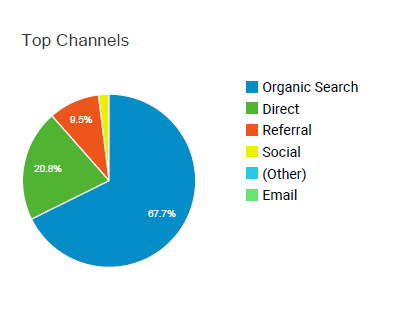 Top Channels
Organic Search
Direct
Referral
Social
(Other)
Email
9.5%
20.8%
67.7%